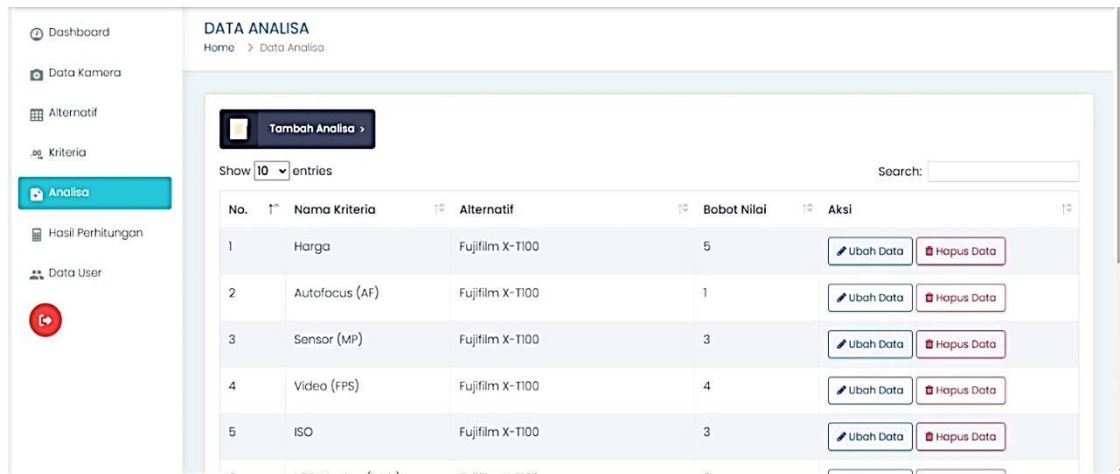 Dashboard
Data Kamera
Alternatif
Kriteria
Analisa
Hasil Perhitungan
Data User
DATA ANALISA
Home > Data Analisa
Tambah Analisa >
Show 10 entries
Search:
No. Nama Kriteria Alternatif Bobot Nilai Aksi
1 Harga Fujifilm X-T100 5 Ubah Data Hapus Data
2 Autofocus (AF) Fujifilm X-T100 1 Ubah Data Hapus Data
3 Sensor (MP) Fujifilm X-T100 3 Ubah Data Hapus Data
4 Video (FPS) Fujifilm X-T100 4 Ubah Data Hapus Data
5 ISO Fujifilm X-T100 3 Ubah Data Hapus Data